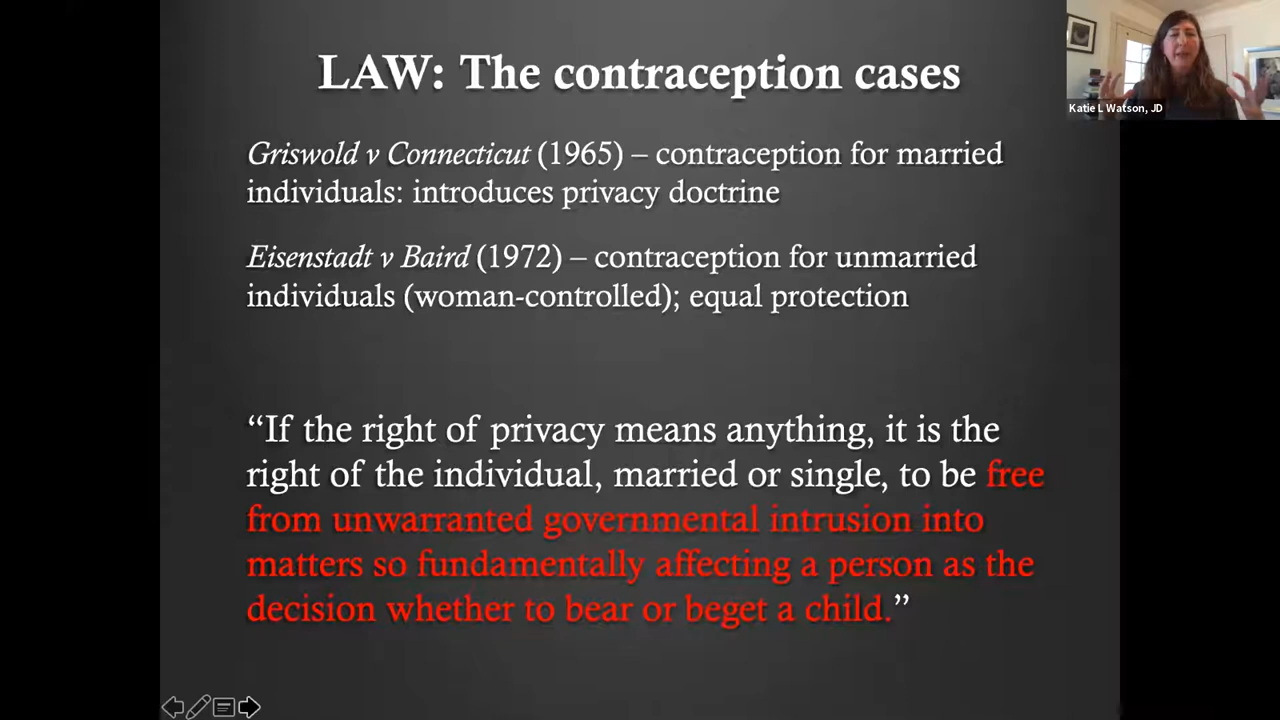 LAW: The contraception cases
Katie L Watson, JD
Griswold v Connecticut (1965) – contraception for married
individuals: introduces privacy doctrine
Eisenstadt v Baird (1972) – contraception for unmarried
individuals (woman-controlled); equal protection
“If the right of privacy means anything, it is the
right of the individual, married or single, to be free
from unwarranted governmental intrusion into
matters so fundamentally affecting a person as the
decision whether to bear or beget a child.”